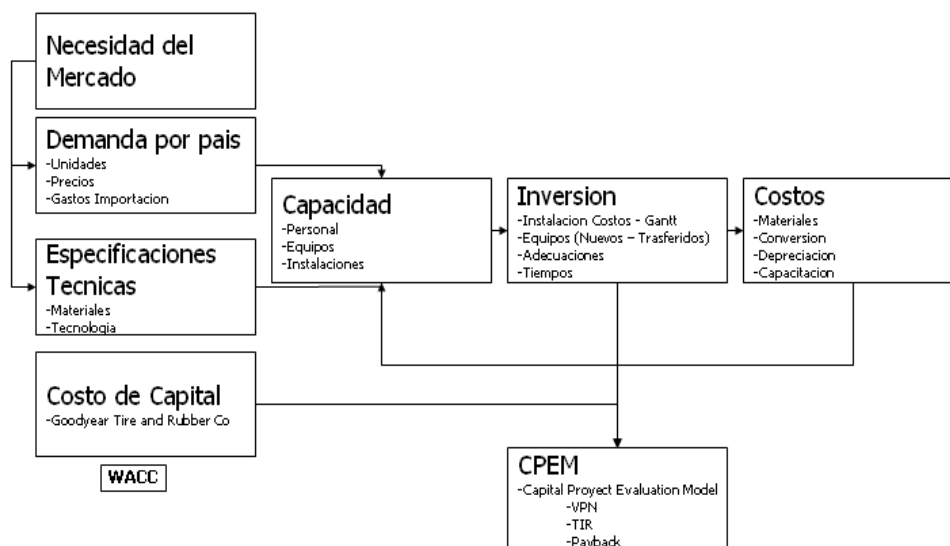 Necesidad del
Mercado
Demanda por pais
-Unidades
-Precios
-Gastos Importacion
Especificaciones
Tecnicas
-Materiales
-Tecnologia
Costo de Capital
-Goodyear Tire and Rubber Co
WACC
Capacidad
-Personal
-Equipos
-Instalaciones
Inversion
-Instalacion Costos - Gantt
-Equipos (Nuevos – Trasferidos)
-Adecuaciones
-Tiempos
Costos
-Materiales
-Conversion
-Depreciacion
-Capacitacion
CPEM
-Capital Proyect Evaluation Model
-VPN
-TIR
-Payback